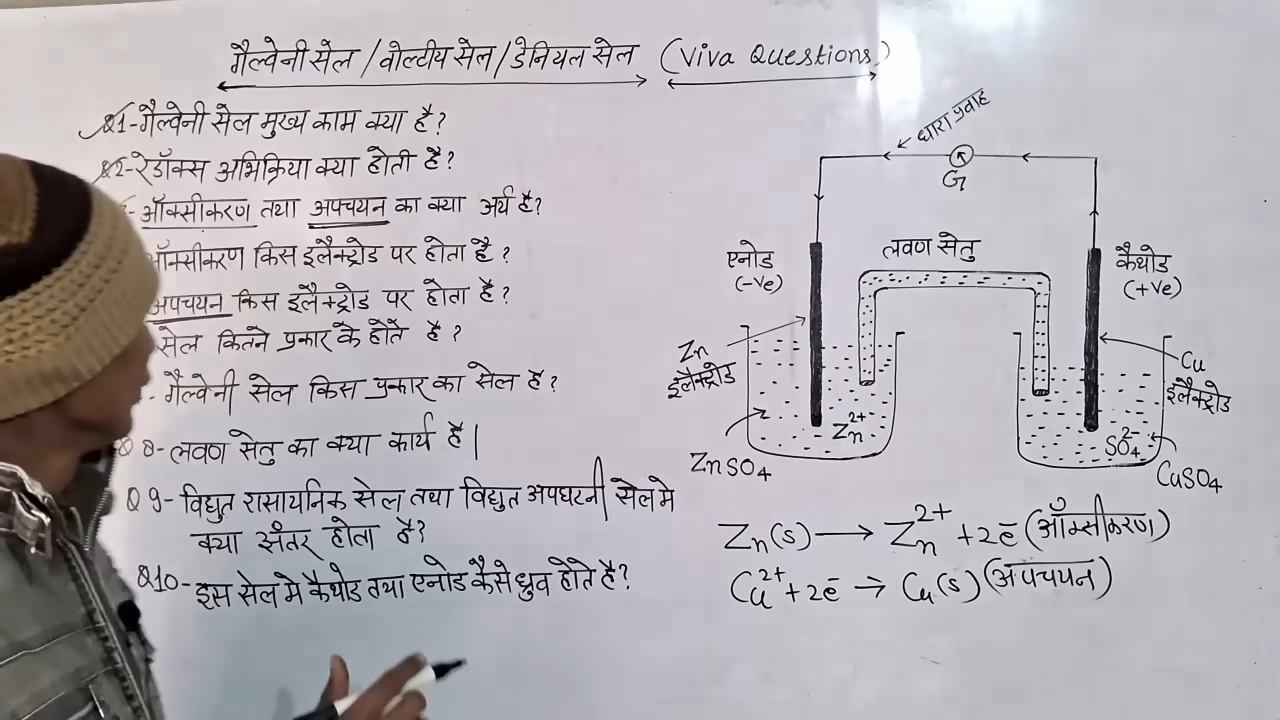 गैल्वेनी सेल / वोल्टीय सेल / डेनियल सेल (Viva Questions)
Q1- गैल्वेनी सेल मुख्य काम क्या है?
Q2- रेडॉक्स अभिक्रिया क्या होती है?
ऑक्सीकरण तथा अपचयन का क्या अर्थ है?
ऑक्सीकरण किस इलैक्ट्रोड पर होता है?
अपचयन किस इलैक्ट्रोड पर होता है?
सेल कितने प्रकार के होते है?
- गैल्वेनी सेल किस प्रकार का सेल है?
Q 8- लवण सेतु का क्या कार्य है |
Q 9- विद्युत रासायनिक सेल तथा विद्युत अपघटनी सेल मे
क्या अंतर होता है?
Q10- इस सेल मे कैथोड तथा एनोड कैसे ध्रुव होते है?
धारा प्रवाह
G
एनोड
(-ve)
लवण सेतु
कैथोड
(+ve)
Zn
इलैक्ट्रोड
Cu
इलैक्ट्रोड
Zn²⁺
SO₄²⁻
ZnSO₄
CuSO₄
Zn(s) ⟶ Zn²⁺ + 2e⁻ (ऑक्सीकरण)
Cu²⁺ + 2e⁻ → Cu(s) (अपचयन)